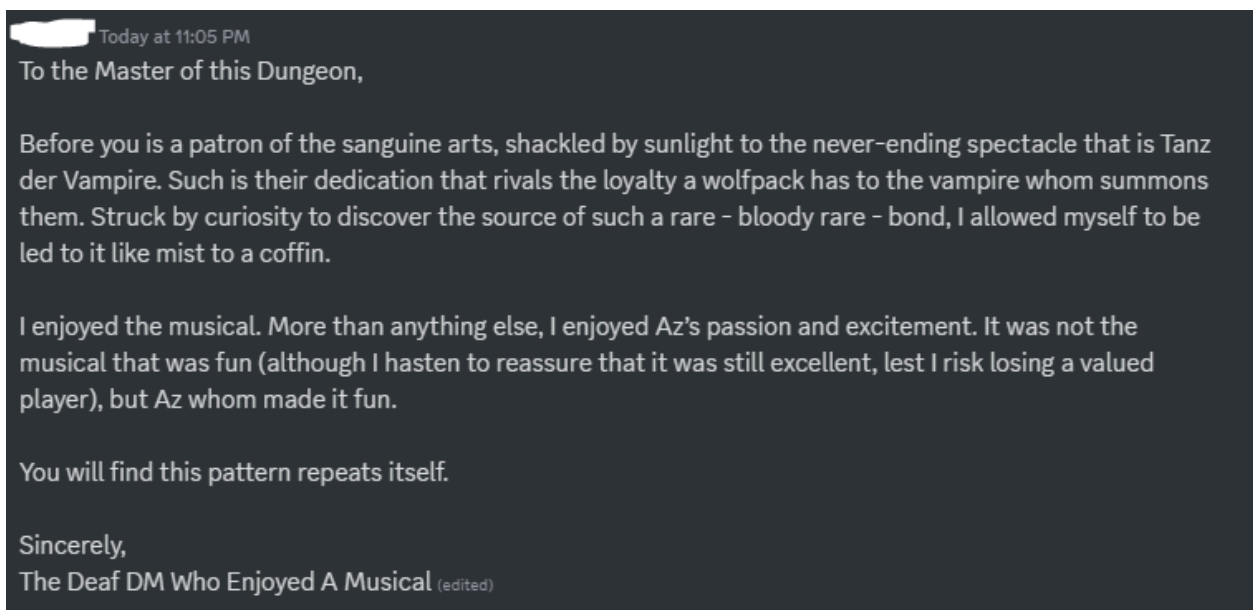 Today at 11:05 PM
To the Master of this Dungeon,
Before you is a patron of the sanguine arts, shackled by sunlight to the never-ending spectacle that is Tanz
der Vampire. Such is their dedication that rivals the loyalty a wolfpack has to the vampire whom summons
them. Struck by curiosity to discover the source of such a rare - bloody rare - bond, I allowed myself to be
led to it like mist to a coffin.
I enjoyed the musical. More than anything else, I enjoyed Az’s passion and excitement. It was not the
musical that was fun (although I hasten to reassure that it was still excellent, lest I risk losing a valued
player), but Az whom made it fun.
You will find this pattern repeats itself.
Sincerely,
The Deaf DM Who Enjoyed A Musical (edited)